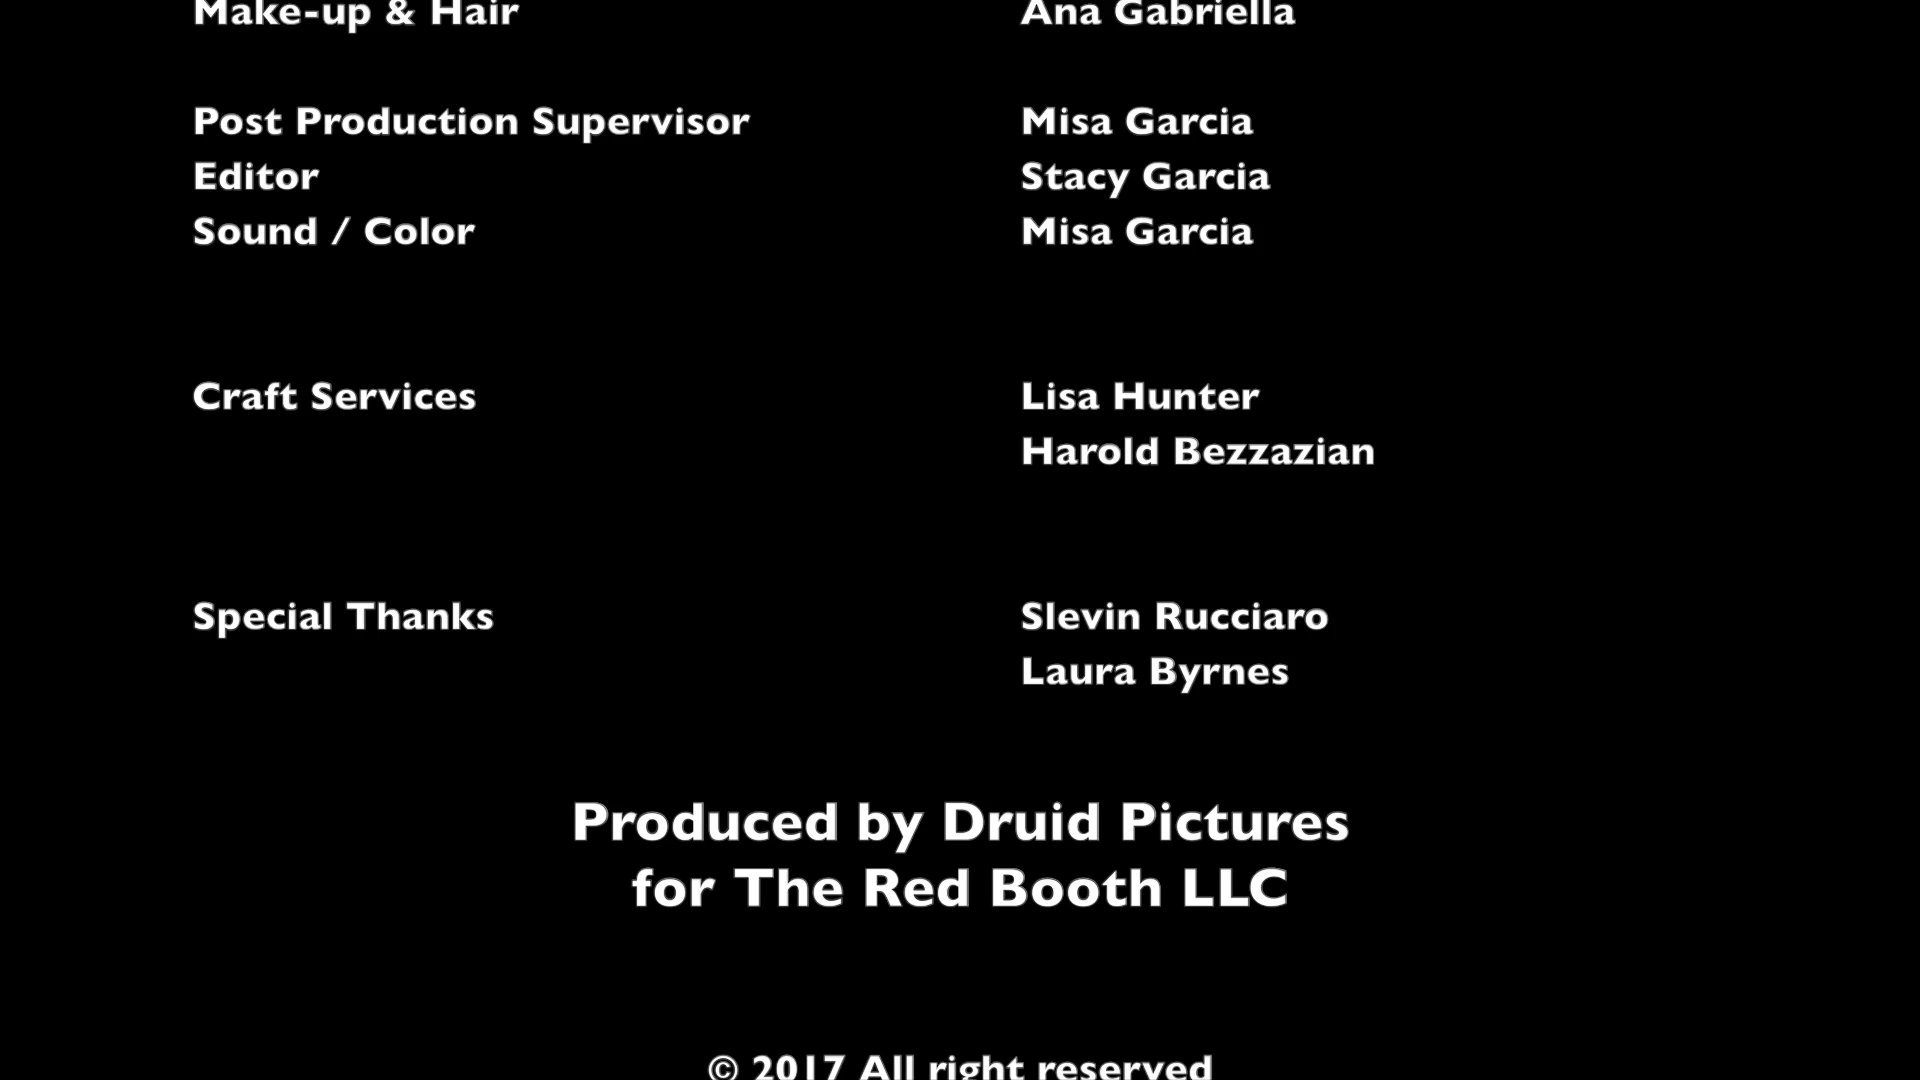 Make-up & Hair Ana Gabriella
Post Production Supervisor Misa Garcia
Editor Stacy Garcia
Sound / Color Misa Garcia
Craft Services Lisa Hunter
Harold Bezzazian
Special Thanks Slevin Rucciaro
Laura Byrnes
Produced by Druid Pictures
for The Red Booth LLC
© 2017 All right reserved